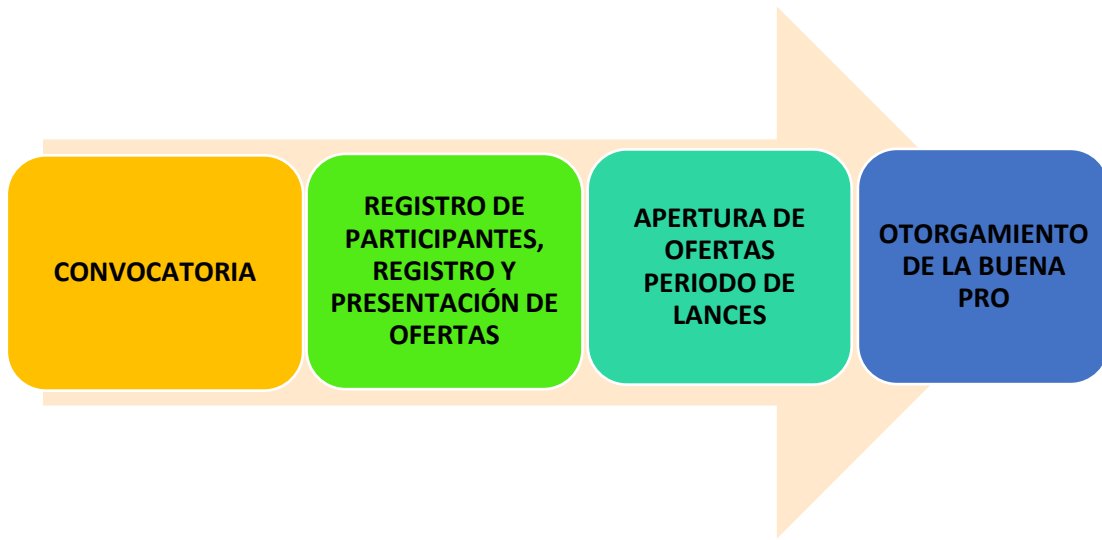 CONVOCATORIA
REGISTRO DE
PARTICIPANTES,
REGISTRO Y
PRESENTACIÓN DE
OFERTAS
APERTURA DE
OFERTAS
PERIODO DE
LANCES
OTORGAMIENTO
DE LA BUENA
PRO